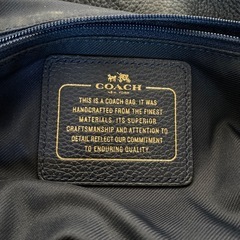 COACH
NEW YORK
THIS IS A COACH BAG. IT WAS
HANDCRAFTED FROM THE FINEST
MATERIALS. ITS SUPERIOR
CRAFTSMANSHIP AND ATTENTION TO
DETAIL REFLECT OUR COMMITMENT
TO ENDURING QUALITY.